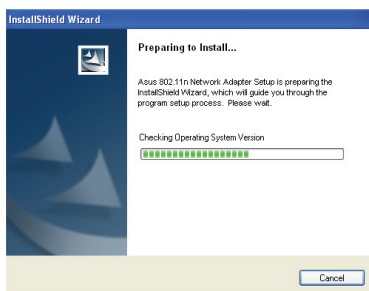 InstallShield Wizard
Preparing to Install...
Asus 802.11n Network Adapter Setup is preparing the
InstallShield Wizard, which will guide you through the
program setup process. Please wait.
Checking Operating System Version
Cancel